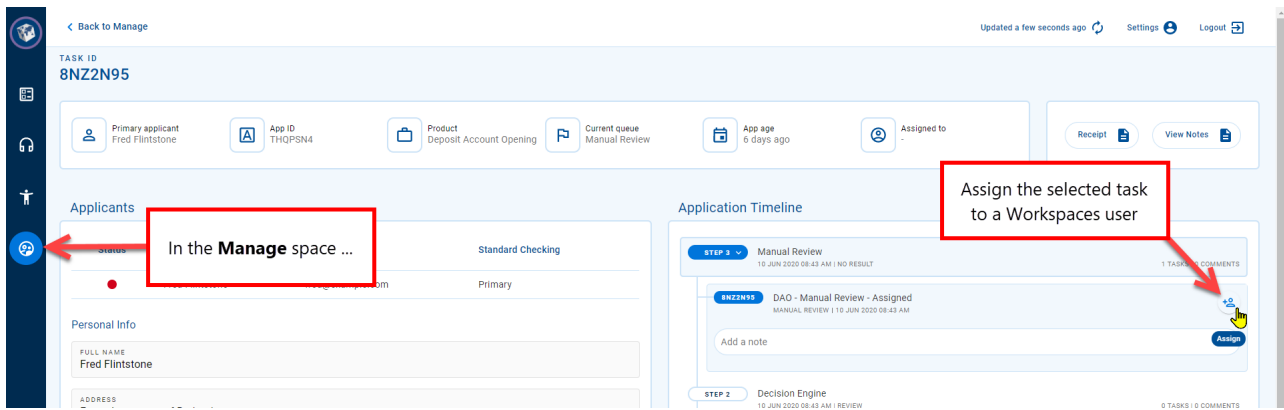 Back to Manage
Updated a few seconds ago
Settings
Logout
TASK ID
8NZ2N95
Primary applicant
Fred Flintstone
App ID
THQPSN4
Product
Deposit Account Opening
Current queue
Manual Review
App age
6 days ago
Assigned to
-
Receipt
View Notes
Assign the selected task
to a Workspaces user
Applicants
In the Manage space ...
Standard Checking
Primary
Personal Info
FULL NAME
Fred Flintstone
ADDRESS
Application Timeline
STEP 3
Manual Review
10 JUN 2020 08:43 AM | NO RESULT
1 TASKS | 0 COMMENTS
8NZ2N95
DAO - Manual Review - Assigned
MANUAL REVIEW | 10 JUN 2020 08:43 AM
Add a note
Assign
STEP 2
Decision Engine
10 JUN 2020 08:43 AM | REVIEW
0 TASKS | 0 COMMENTS